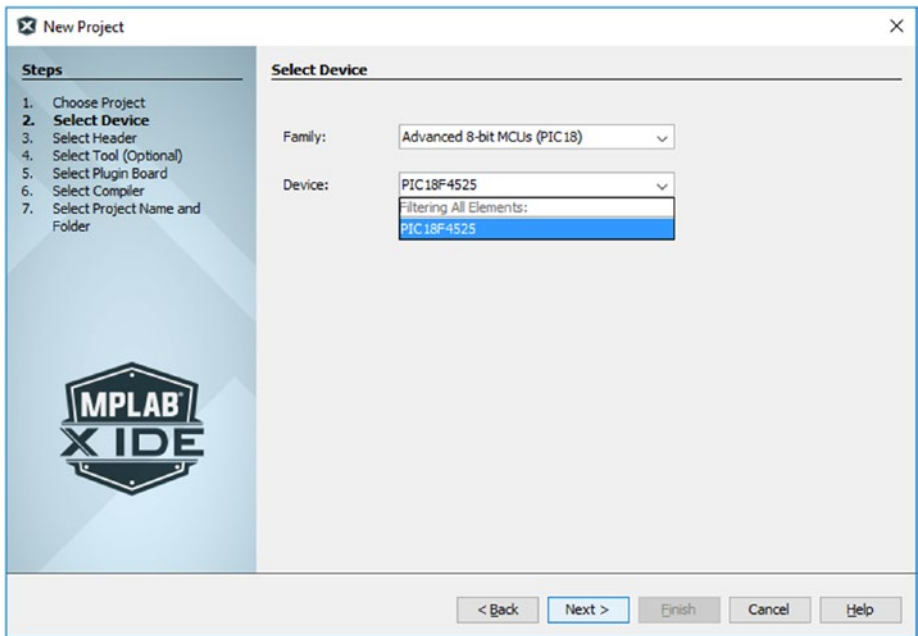 New Project
Steps
1. Choose Project
2. Select Device
3. Select Header
4. Select Tool (Optional)
5. Select Plugin Board
6. Select Compiler
7. Select Project Name and
Folder
MPLAB
X IDE
Select Device
Family: Advanced 8-bit MCUs (PIC18)
Device: PIC18F4525
Filtering All Elements:
PIC18F4525
< Back Next > Finish Cancel Help